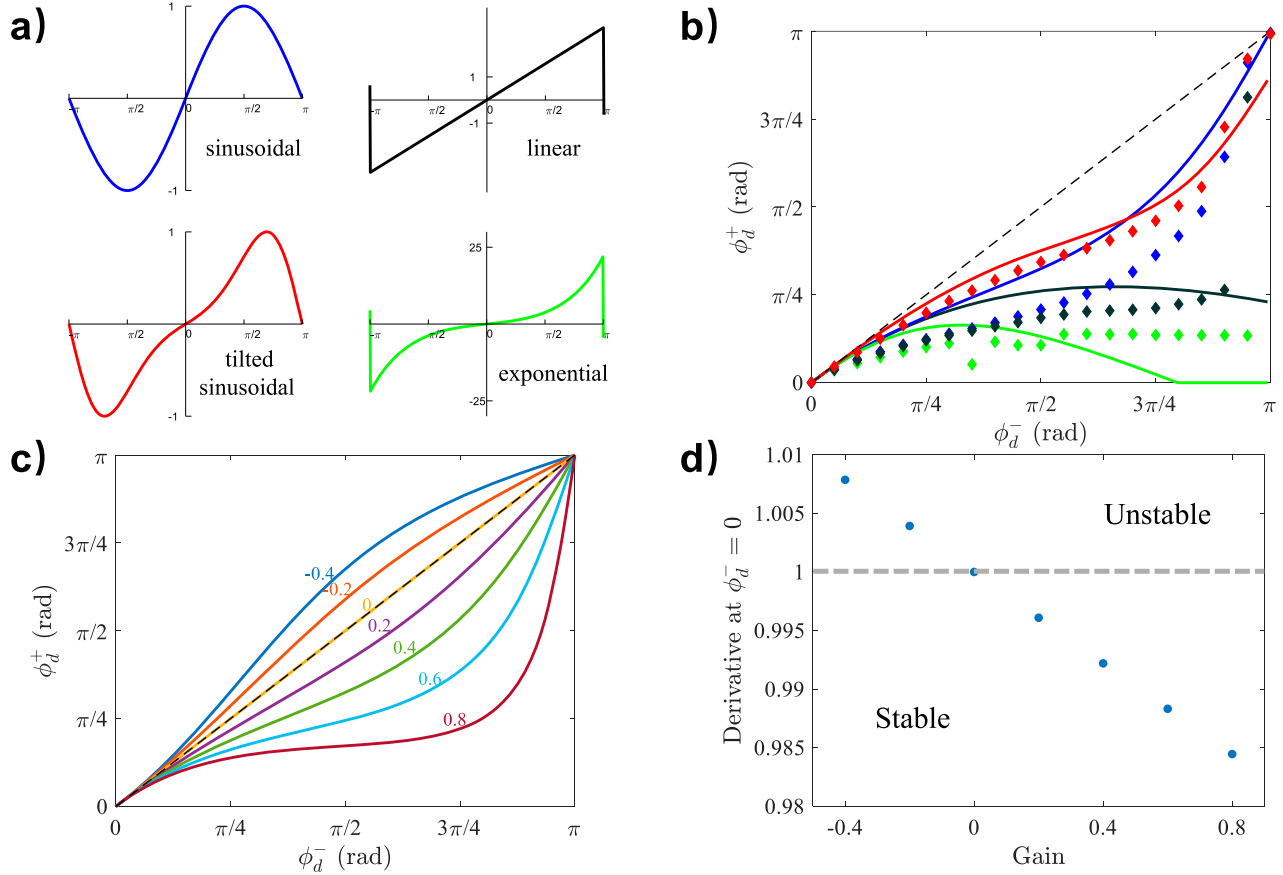 a)
1
-π
π/2
0
π/2
π
-1
sinusoidal
1
-π
π/2
0
π/2
π
-1
linear
1
-π
π/2
0
π/2
π
-1
tilted
sinusoidal
25
-π
π/2
0
π/2
π
-25
exponential
b)
π
3π/4
π/2
π/4
0
ϕ_d^+ (rad)
0
π/4
π/2
3π/4
π
ϕ_d^- (rad)
c)
π
3π/4
π/2
π/4
0
ϕ_d^+ (rad)
-0.4
-0.2
0
0.2
0.4
0.6
0.8
0
π/4
π/2
3π/4
π
ϕ_d^- (rad)
d)
1.01
1.005
1
0.995
0.99
0.985
0.98
Derivative at ϕ_d^- = 0
Unstable
Stable
-0.4
0
0.4
0.8
Gain